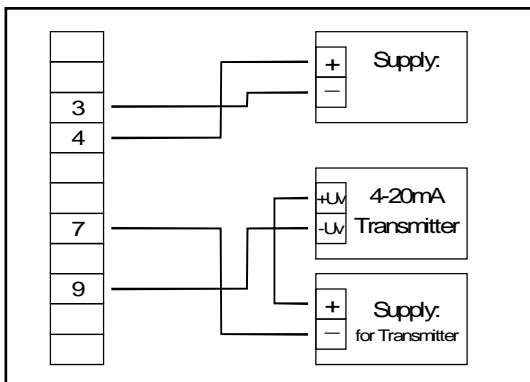 3
4
7
9
+
−
Supply:
+Uv
-Uv
4-20mA
Transmitter
+
−
Supply:
for Transmitter